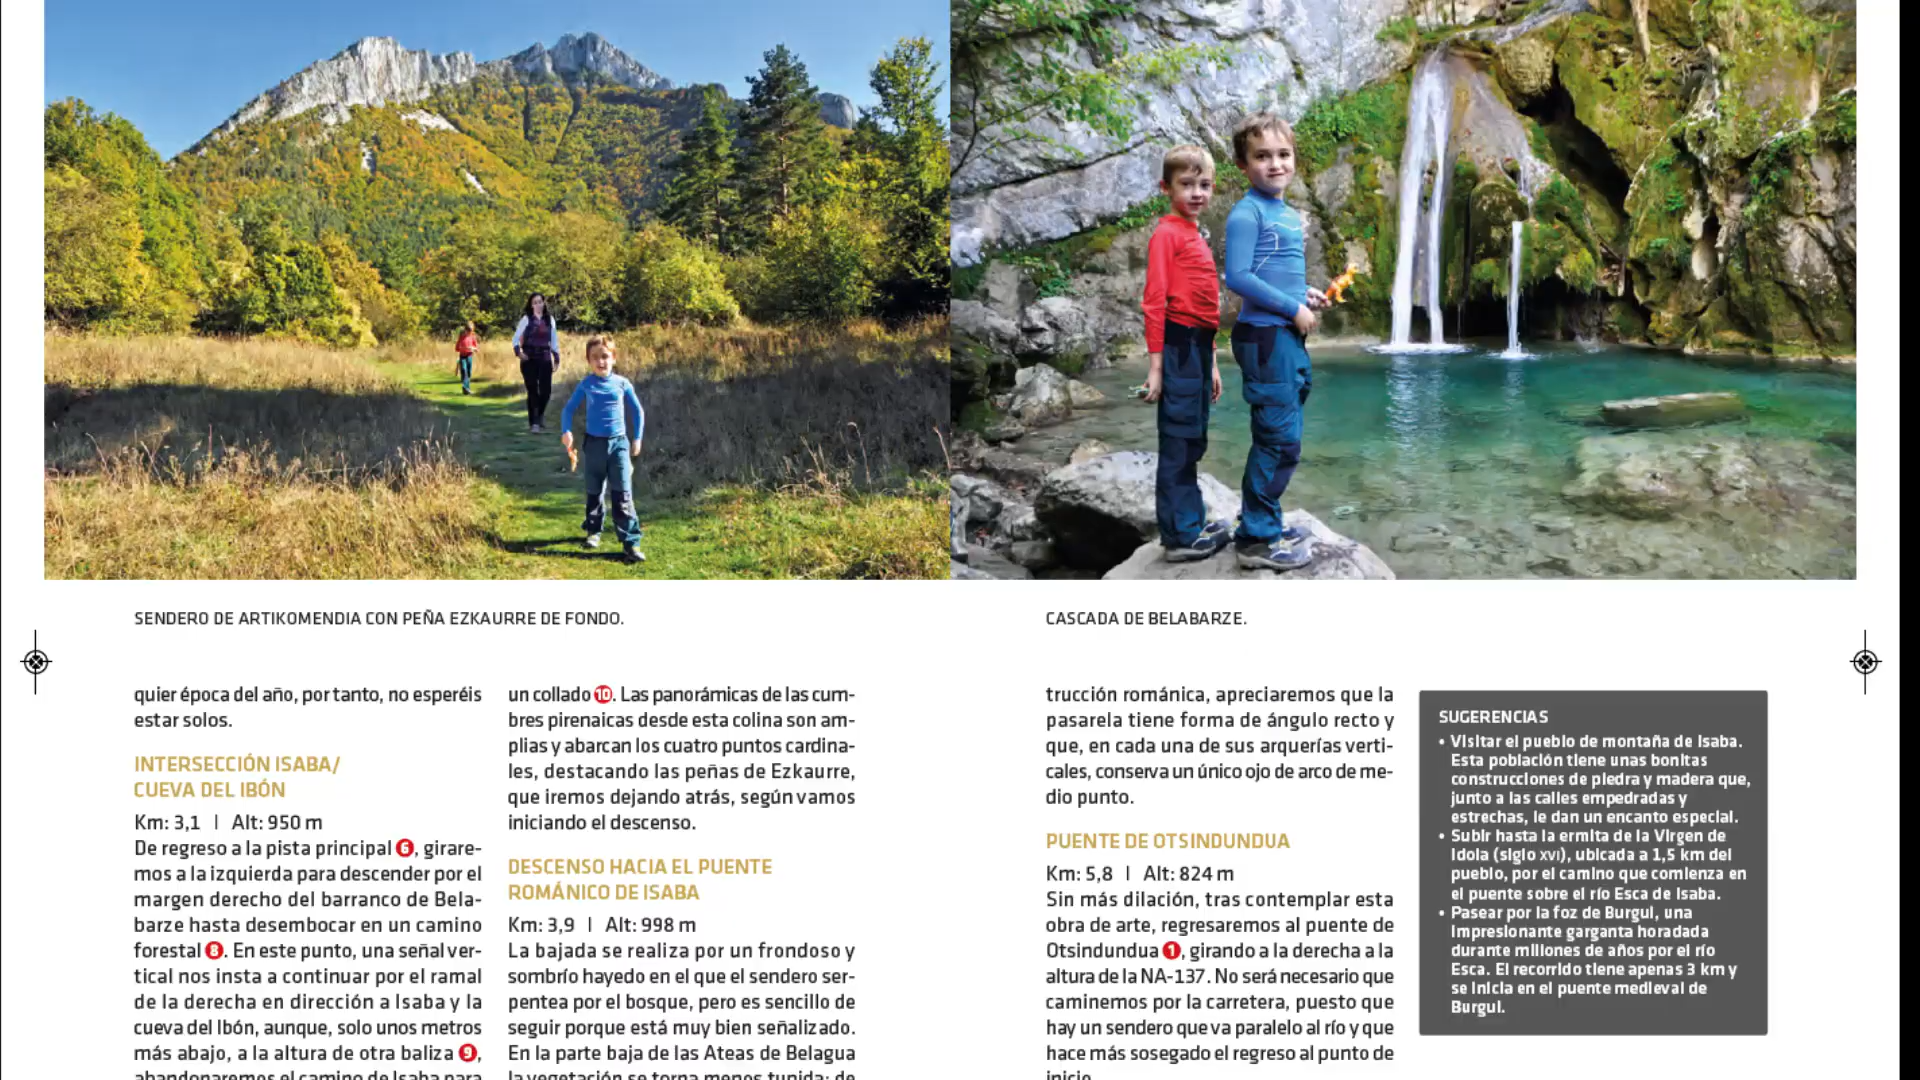 SENDERO DE ARTIKOMENDIA CON PEÑA EZKAURRE DE FONDO.
quier época del año, por tanto, no esperéis
estar solos.
INTERSECCIÓN ISABA/
CUEVA DEL IBÓN
Km: 3,1 | Alt: 950 m
De regreso a la pista principal 6, girare-
mos a la izquierda para descender por el
margen derecho del barranco de Bela-
barze hasta desembocar en un camino
forestal 8. En este punto, una señal ver-
tical nos insta a continuar por el ramal
de la derecha en dirección a Isaba y la
cueva del Ibón, aunque, solo unos metros
más abajo, a la altura de otra baliza 9,
abandonaremos el camino de Isaba para
un collado 10. Las panorámicas de las cum-
bres pirenaicas desde esta colina son am-
plias y abarcan los cuatro puntos cardina-
les, destacando las peñas de Ezkaurre,
que iremos dejando atrás, según vamos
iniciando el descenso.
DESCENSO HACIA EL PUENTE
ROMÁNICO DE ISABA
Km: 3,9 | Alt: 998 m
La bajada se realiza por un frondoso y
sombrío hayedo en el que el sendero ser-
pentea por el bosque, pero es sencillo de
seguir porque está muy bien señalizado.
En la parte baja de las Ateas de Belagua
la vegetación se torna menos tupida; de
CASCADA DE BELABARZE.
trucción románica, apreciaremos que la
pasarela tiene forma de ángulo recto y
que, en cada una de sus arquerías verti-
cales, conserva un único ojo de arco de me-
dio punto.
PUENTE DE OTSINDUNDUA
Km: 5,8 | Alt: 824 m
Sin más dilación, tras contemplar esta
obra de arte, regresaremos al puente de
Otsindundua 1, girando a la derecha a la
altura de la NA-137. No será necesario que
caminemos por la carretera, puesto que
hay un sendero que va paralelo al río y que
hace más sosegado el regreso al punto de
inicio.
SUGERENCIAS
• Visitar el pueblo de montaña de Isaba.
Esta población tiene unas bonitas
construcciones de piedra y madera que,
junto a las calles empedradas y
estrechas, le dan un encanto especial.
• Subir hasta la ermita de la Virgen de
Idoia (siglo XVI), ubicada a 1,5 km del
pueblo, por el camino que comienza en
el puente sobre el río Esca de Isaba.
• Pasear por la foz de Burgui, una
impresionante garganta horadada
durante millones de años por el río
Esca. El recorrido tiene apenas 3 km y
se inicia en el puente medieval de
Burgui.